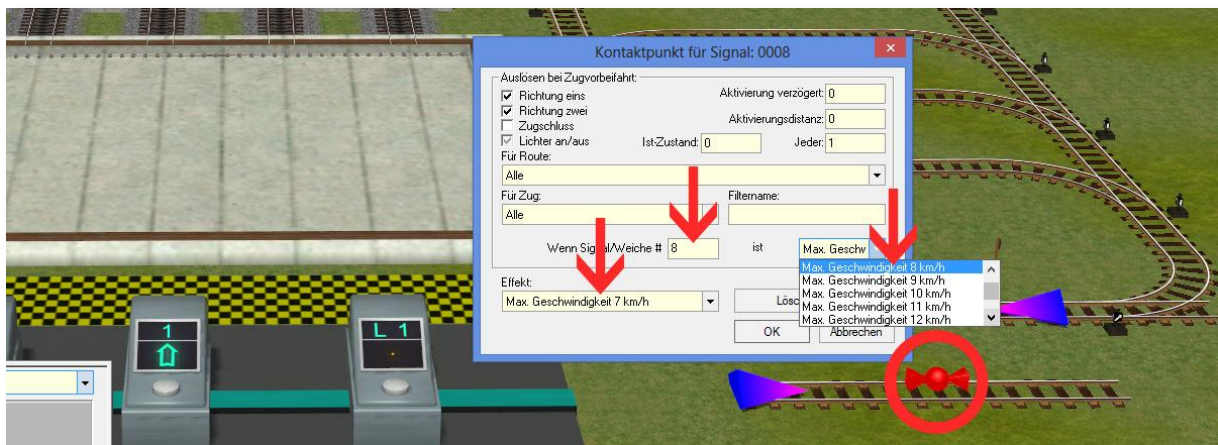 Kontaktpunkt für Signal: 0008
Auslösen bei Zugvorbeifahrt:
Richtung eins
Aktivierung verzögert: 0
Richtung zwei
Zugschluss
Aktivierungsdistanz: 0
Lichter an/aus
Ist-Zustand: 0
Jeder: 1
Für Route:
Alle
Für Zug:
Filtername:
Alle
Wenn Signal/Weiche # 8 ist Max. Geschw
Max. Geschwindigkeit 8 km/h
Max. Geschwindigkeit 9 km/h
Max. Geschwindigkeit 10 km/h
Max. Geschwindigkeit 11 km/h
Max. Geschwindigkeit 12 km/h
Effekt:
Max. Geschwindigkeit 7 km/h
Lösc
OK
Abbrechen
1
L 1